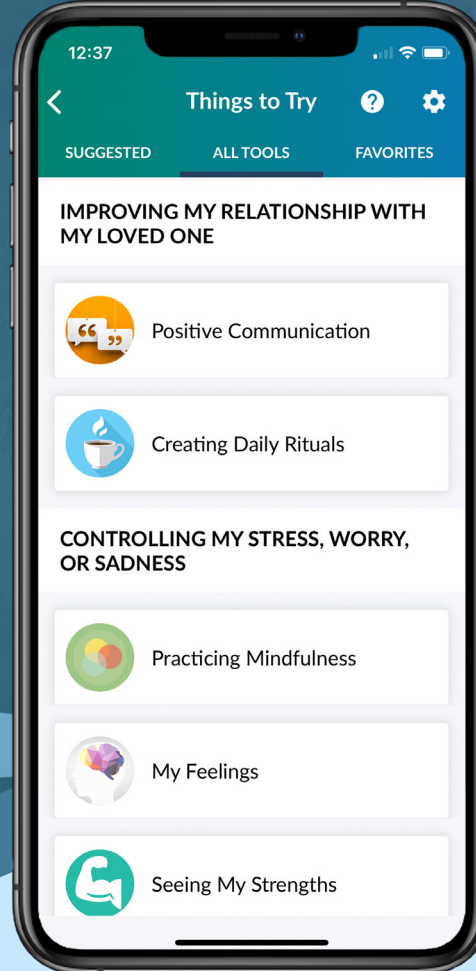 12:37
Things to Try
?
SUGGESTED
ALL TOOLS
FAVORITES
IMPROVING MY RELATIONSHIP WITH
MY LOVED ONE
“ ”
Positive Communication
Creating Daily Rituals
CONTROLLING MY STRESS, WORRY,
OR SADNESS
Practicing Mindfulness
My Feelings
Seeing My Strengths